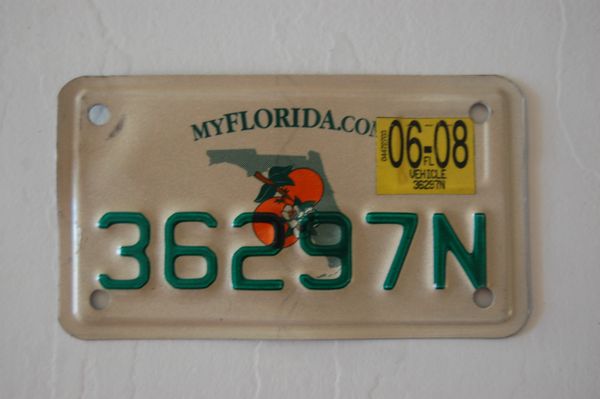 MYFLORIDA.COM
06-08
FL
VEHICLE
36297N
36297N